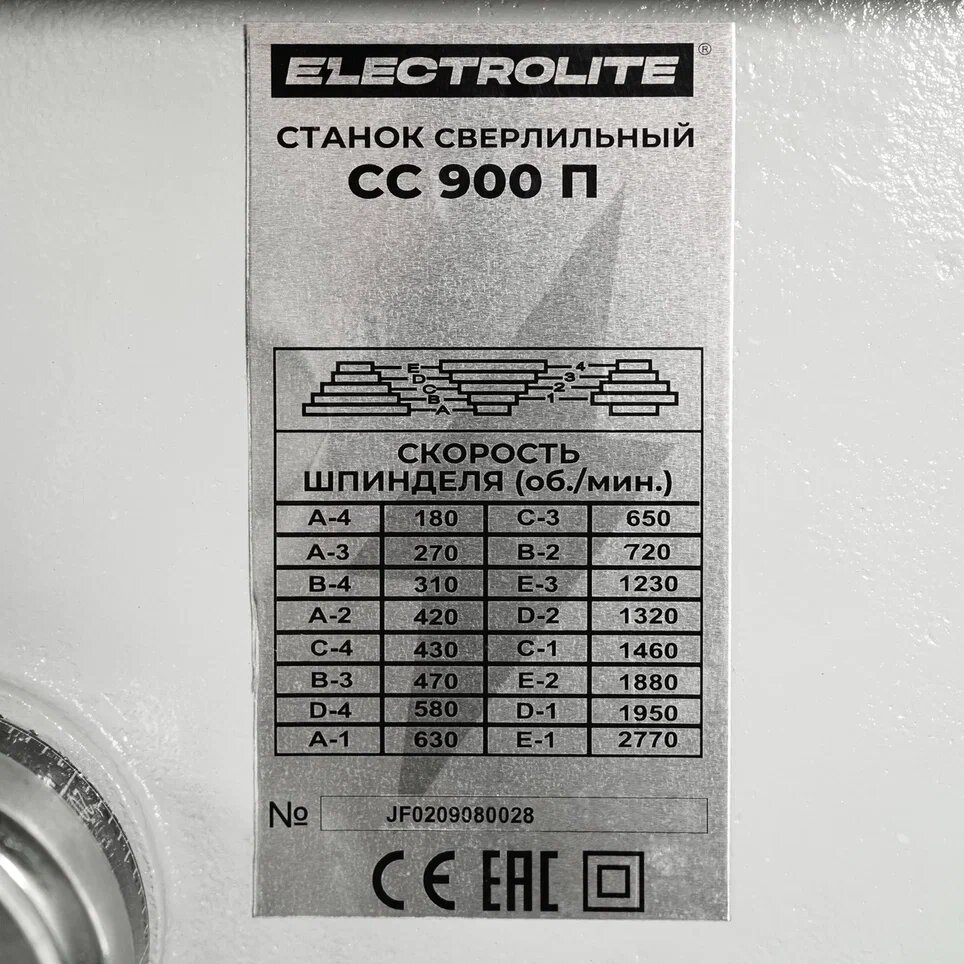 ELECTROLITE®
СТАНОК СВЕРЛИЛЬНЫЙ
СС 900 П
E 4
D 3
C 2
B 1
A
СКОРОСТЬ
ШПИНДЕЛЯ (об./мин.)
A-4 180 C-3 650
A-3 270 B-2 720
B-4 310 E-3 1230
A-2 420 D-2 1320
C-4 430 C-1 1460
B-3 470 E-2 1880
D-4 580 D-1 1950
A-1 630 E-1 2770
№ JF0209080028
CE EAC